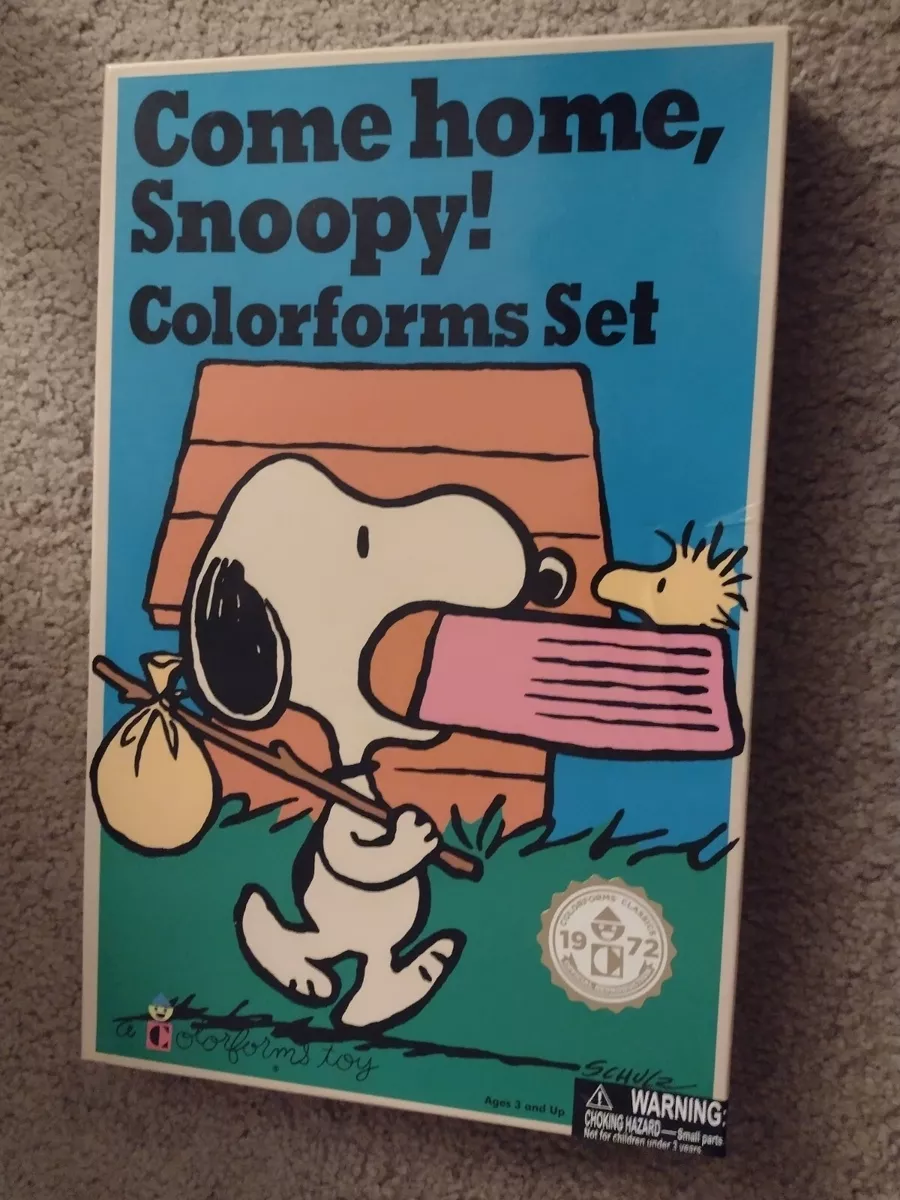 Come home,
Snoopy!
Colorforms Set
COLORFORMS CLASSICS
19 72
a Colorforms toy
®
SCHULZ
Ages 3 and Up
WARNING:
CHOKING HAZARD—Small parts
Not for children under 3 years